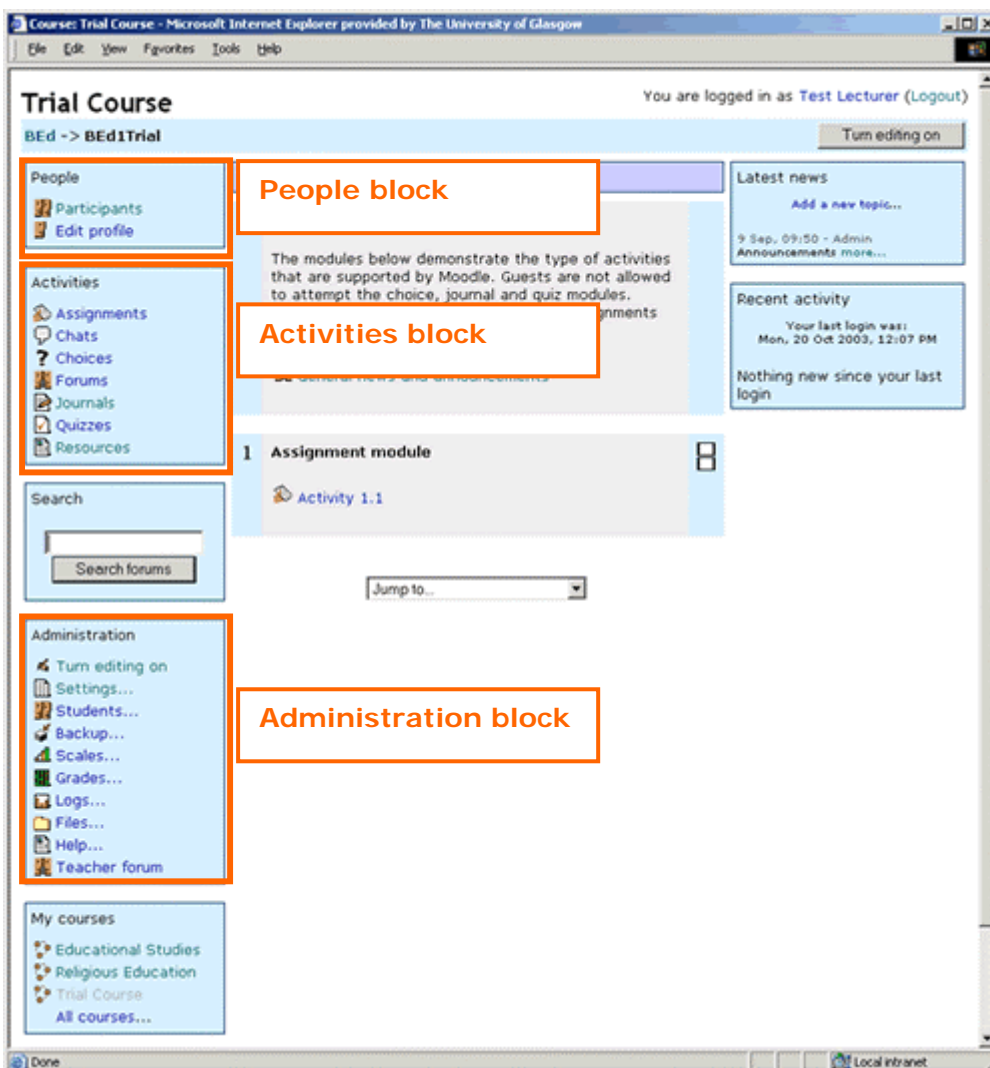 Course: Trial Course - Microsoft Internet Explorer provided by The University of Glasgow
File Edit View Favorites Tools Help
Trial Course
You are logged in as Test Lecturer (Logout)
BEd -> BEd1Trial
Turn editing on
People
Participants
Edit profile
People block
Activities
Assignments
Chats
Choices
Forums
Journals
Quizzes
Resources
The modules below demonstrate the type of activities
that are supported by Moodle. Guests are not allowed
to attempt the choice, journal and quiz modules.
Activities block
General news and announcements
Latest news
Add a new topic...
9 Sep, 09:50 - Admin
Announcements more...
Recent activity
Your last login was:
Mon, 20 Oct 2003, 12:07 PM
Nothing new since your last
login
1 Assignment module
Activity 1.1
Search
Search forums
Jump to...
Administration
Turn editing on
Settings...
Students...
Backup...
Scales...
Grades...
Logs...
Files...
Help...
Teacher forum
Administration block
My courses
Educational Studies
Religious Education
Trial Course
All courses...
Done
Local intranet